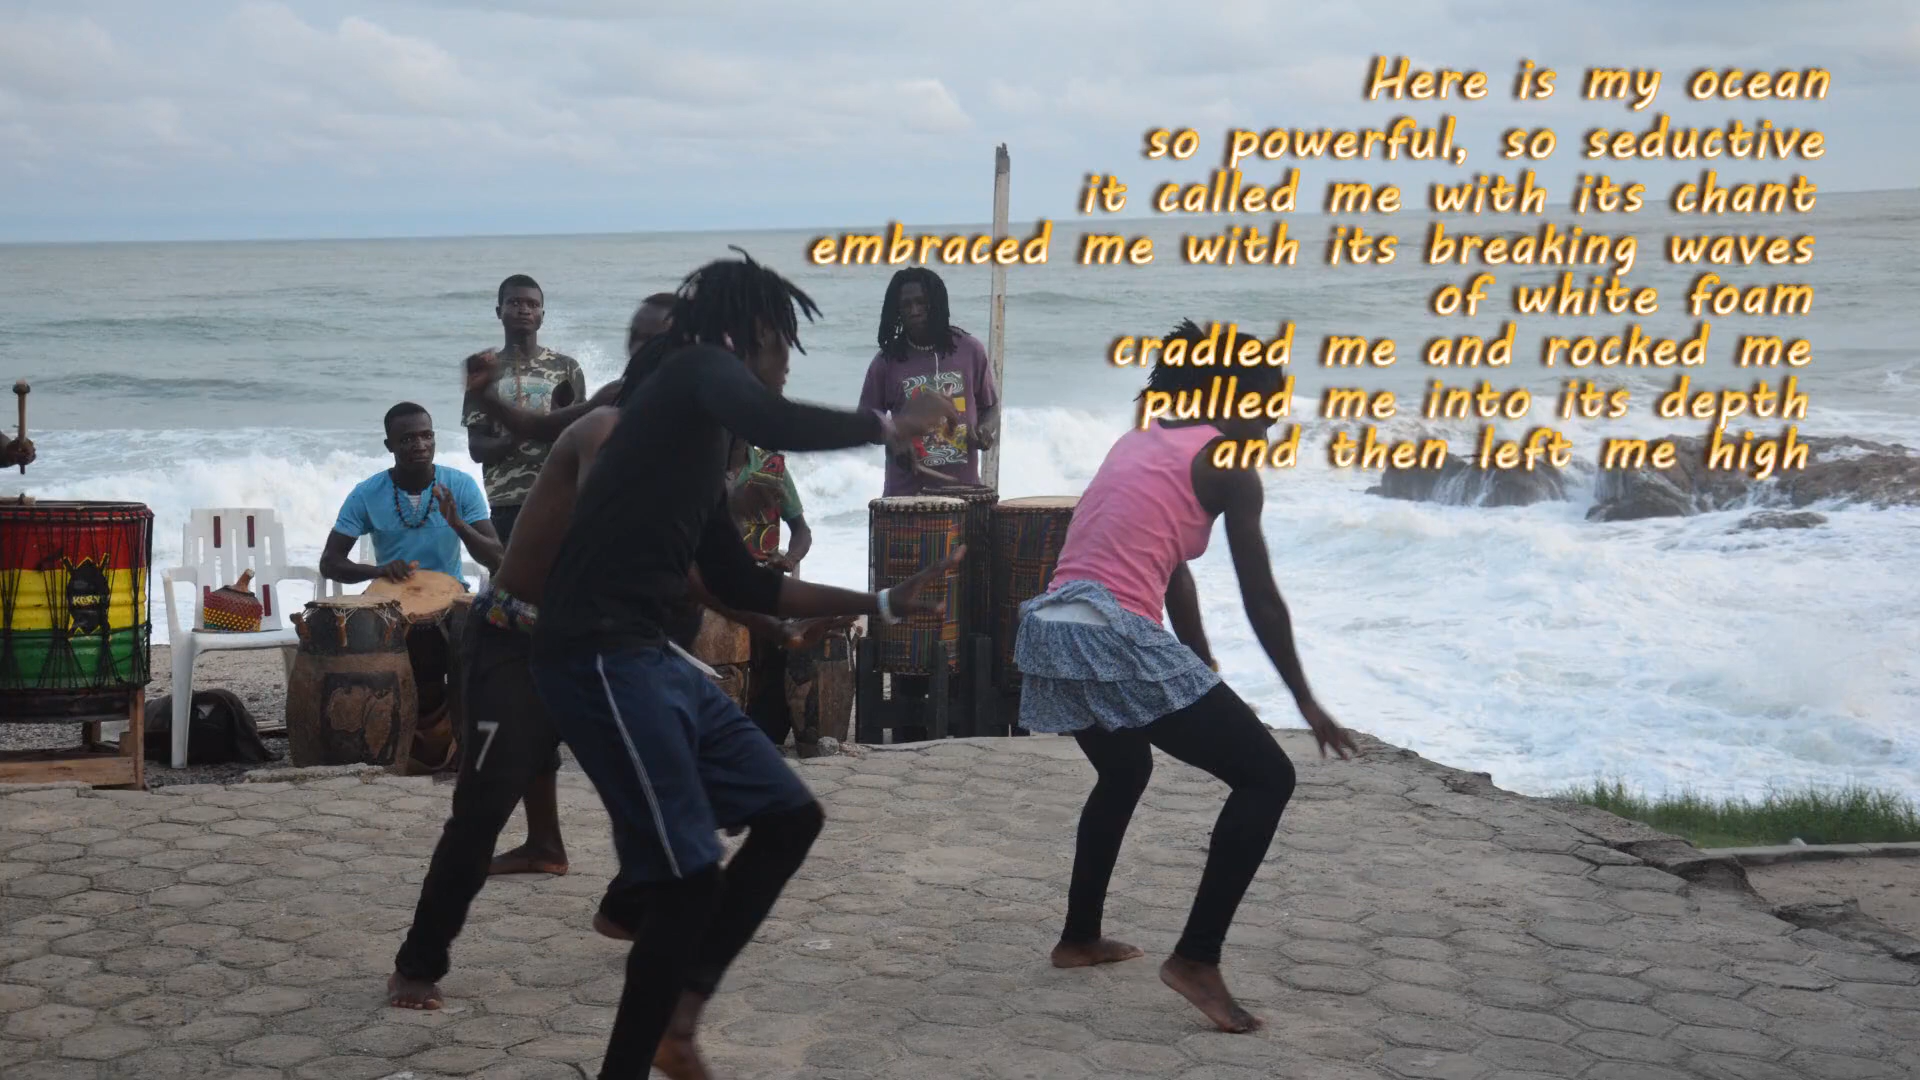 Here is my ocean
so powerful, so seductive
it called me with its chant
embraced me with its breaking waves
of white foam
cradled me and rocked me
pulled me into its depth
and then left me high
KERY
7